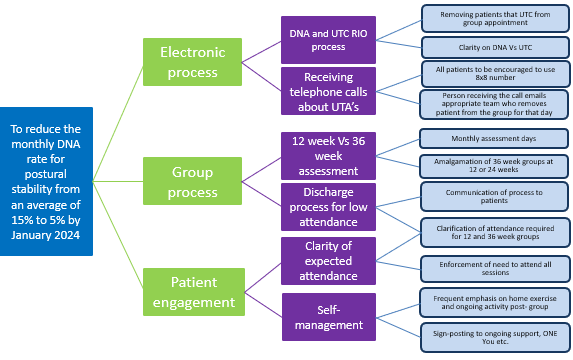 To reduce the
monthly DNA
rate for
postural
stability from
an average of
15% to 5% by
January 2024
Electronic
process
Group
process
Patient
engagement
DNA and UTC RIO
process
Receiving
telephone calls
about UTA's
12 week Vs 36
week
assessment
Discharge
process for low
attendance
Clarity of
expected
attendance
Self-
management
Removing patients that UTC from
group appointment
Clarity on DNA Vs UTC
All patients to be encouraged to use
8x8 number
Person receiving the call emails
appropriate team who removes
patient from the group for that day
Monthly assessment days
Amalgamation of 36 week groups at
12 or 24 weeks
Communication of process to
patients
Clarification of attendance required
for 12 and 36 week groups
Enforcement of need to attend all
sessions
Frequent emphasis on home exercise
and ongoing activity post- group
Sign-posting to ongoing support, ONE
You etc.